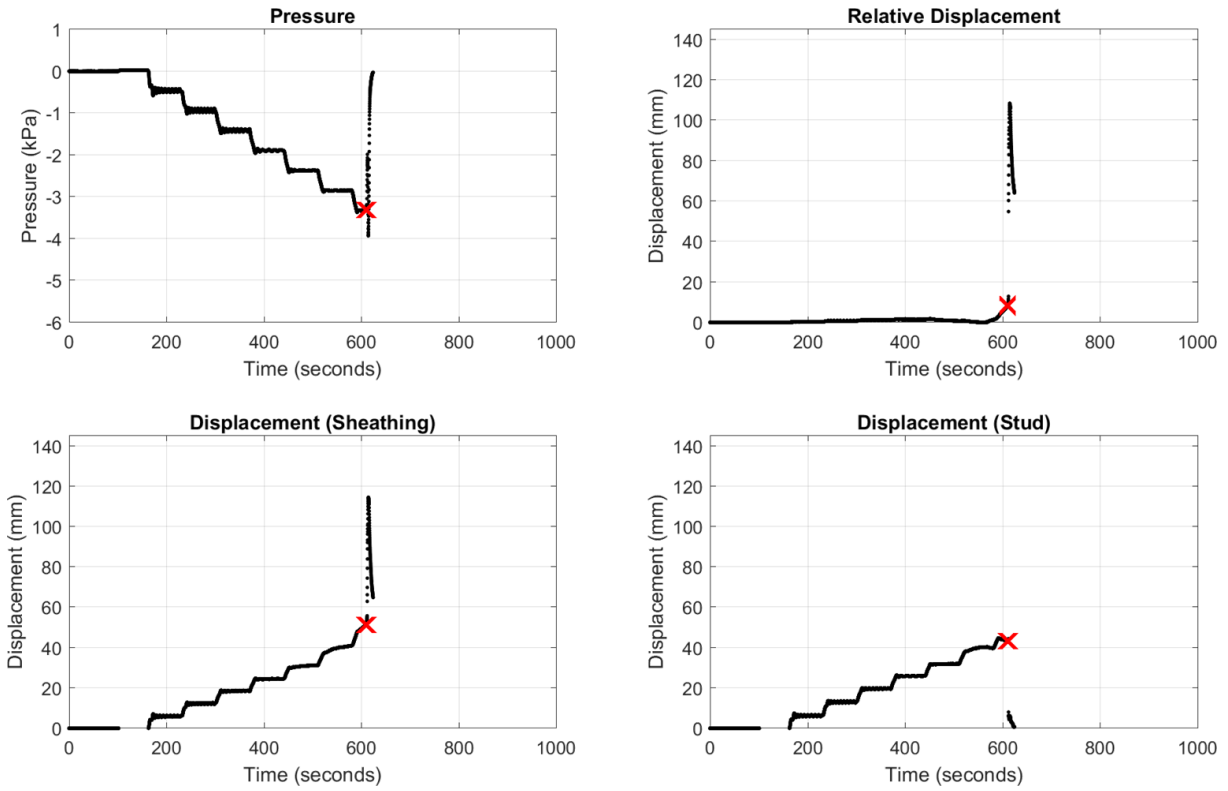 Pressure
1
0
-1
-2
-3
-4
-5
-6
Pressure (kPa)
0 200 400 600 800 1000
Time (seconds)
Relative Displacement
140
120
100
80
60
40
20
0
Displacement (mm)
0 200 400 600 800 1000
Time (seconds)
Displacement (Sheathing)
140
120
100
80
60
40
20
0
Displacement (mm)
0 200 400 600 800 1000
Time (seconds)
Displacement (Stud)
140
120
100
80
60
40
20
0
Displacement (mm)
0 200 400 600 800 1000
Time (seconds)